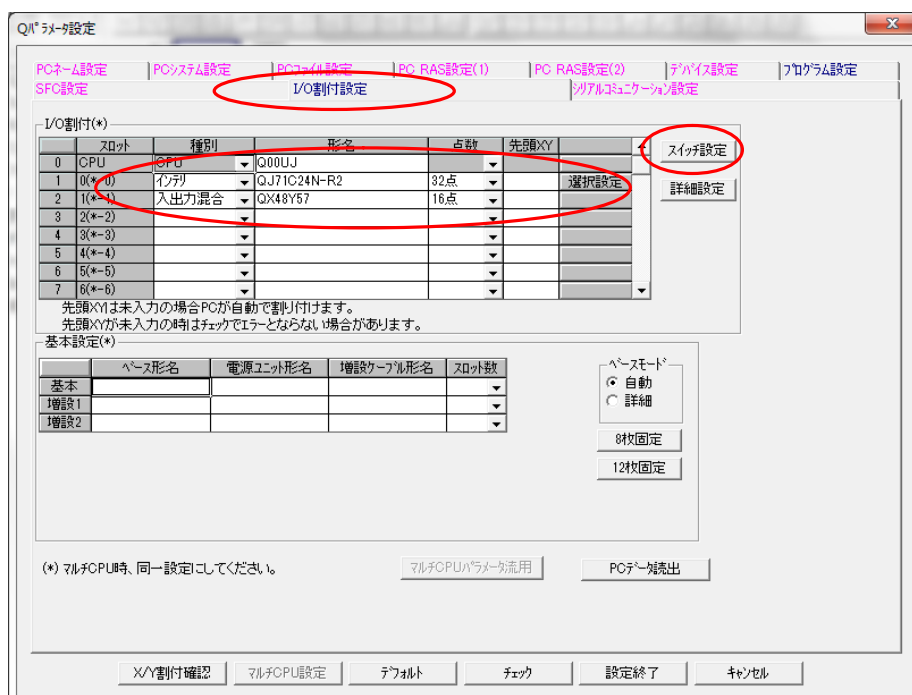 Qパラメータ設定
PCネーム設定 PCシステム設定 PCファイル設定 PC RAS設定(1) PC RAS設定(2) デバイス設定 プログラム設定
SFC設定 I/O割付設定 シリアルコミュニケーション設定
I/O割付(*)
スロット 種別 形名 点数 先頭XY
0 CPU CPU Q00UJ
1 0(*-0) インテリ QJ71C24N-R2 32点 選択設定
2 1(*-1) 入出力混合 QX48Y57 16点
3 2(*-2)
4 3(*-3)
5 4(*-4)
6 5(*-5)
7 6(*-6)
スイッチ設定
詳細設定
先頭XYは未入力の場合PCが自動で割り付けます。
先頭XYが未入力の時はチェックでエラーとならない場合があります。
基本設定(*)
ベース形名 電源ユニット形名 増設ケーブル形名 スロット数
基本
増設1
増設2
ベースモード
自動
詳細
8枚固定
12枚固定
(*)マルチCPU時、同一設定にしてください。
マルチCPUパラメータ流用
PCデータ読出
X/Y割付確認 マルチCPU設定 デフォルト チェック 設定終了 キャンセル